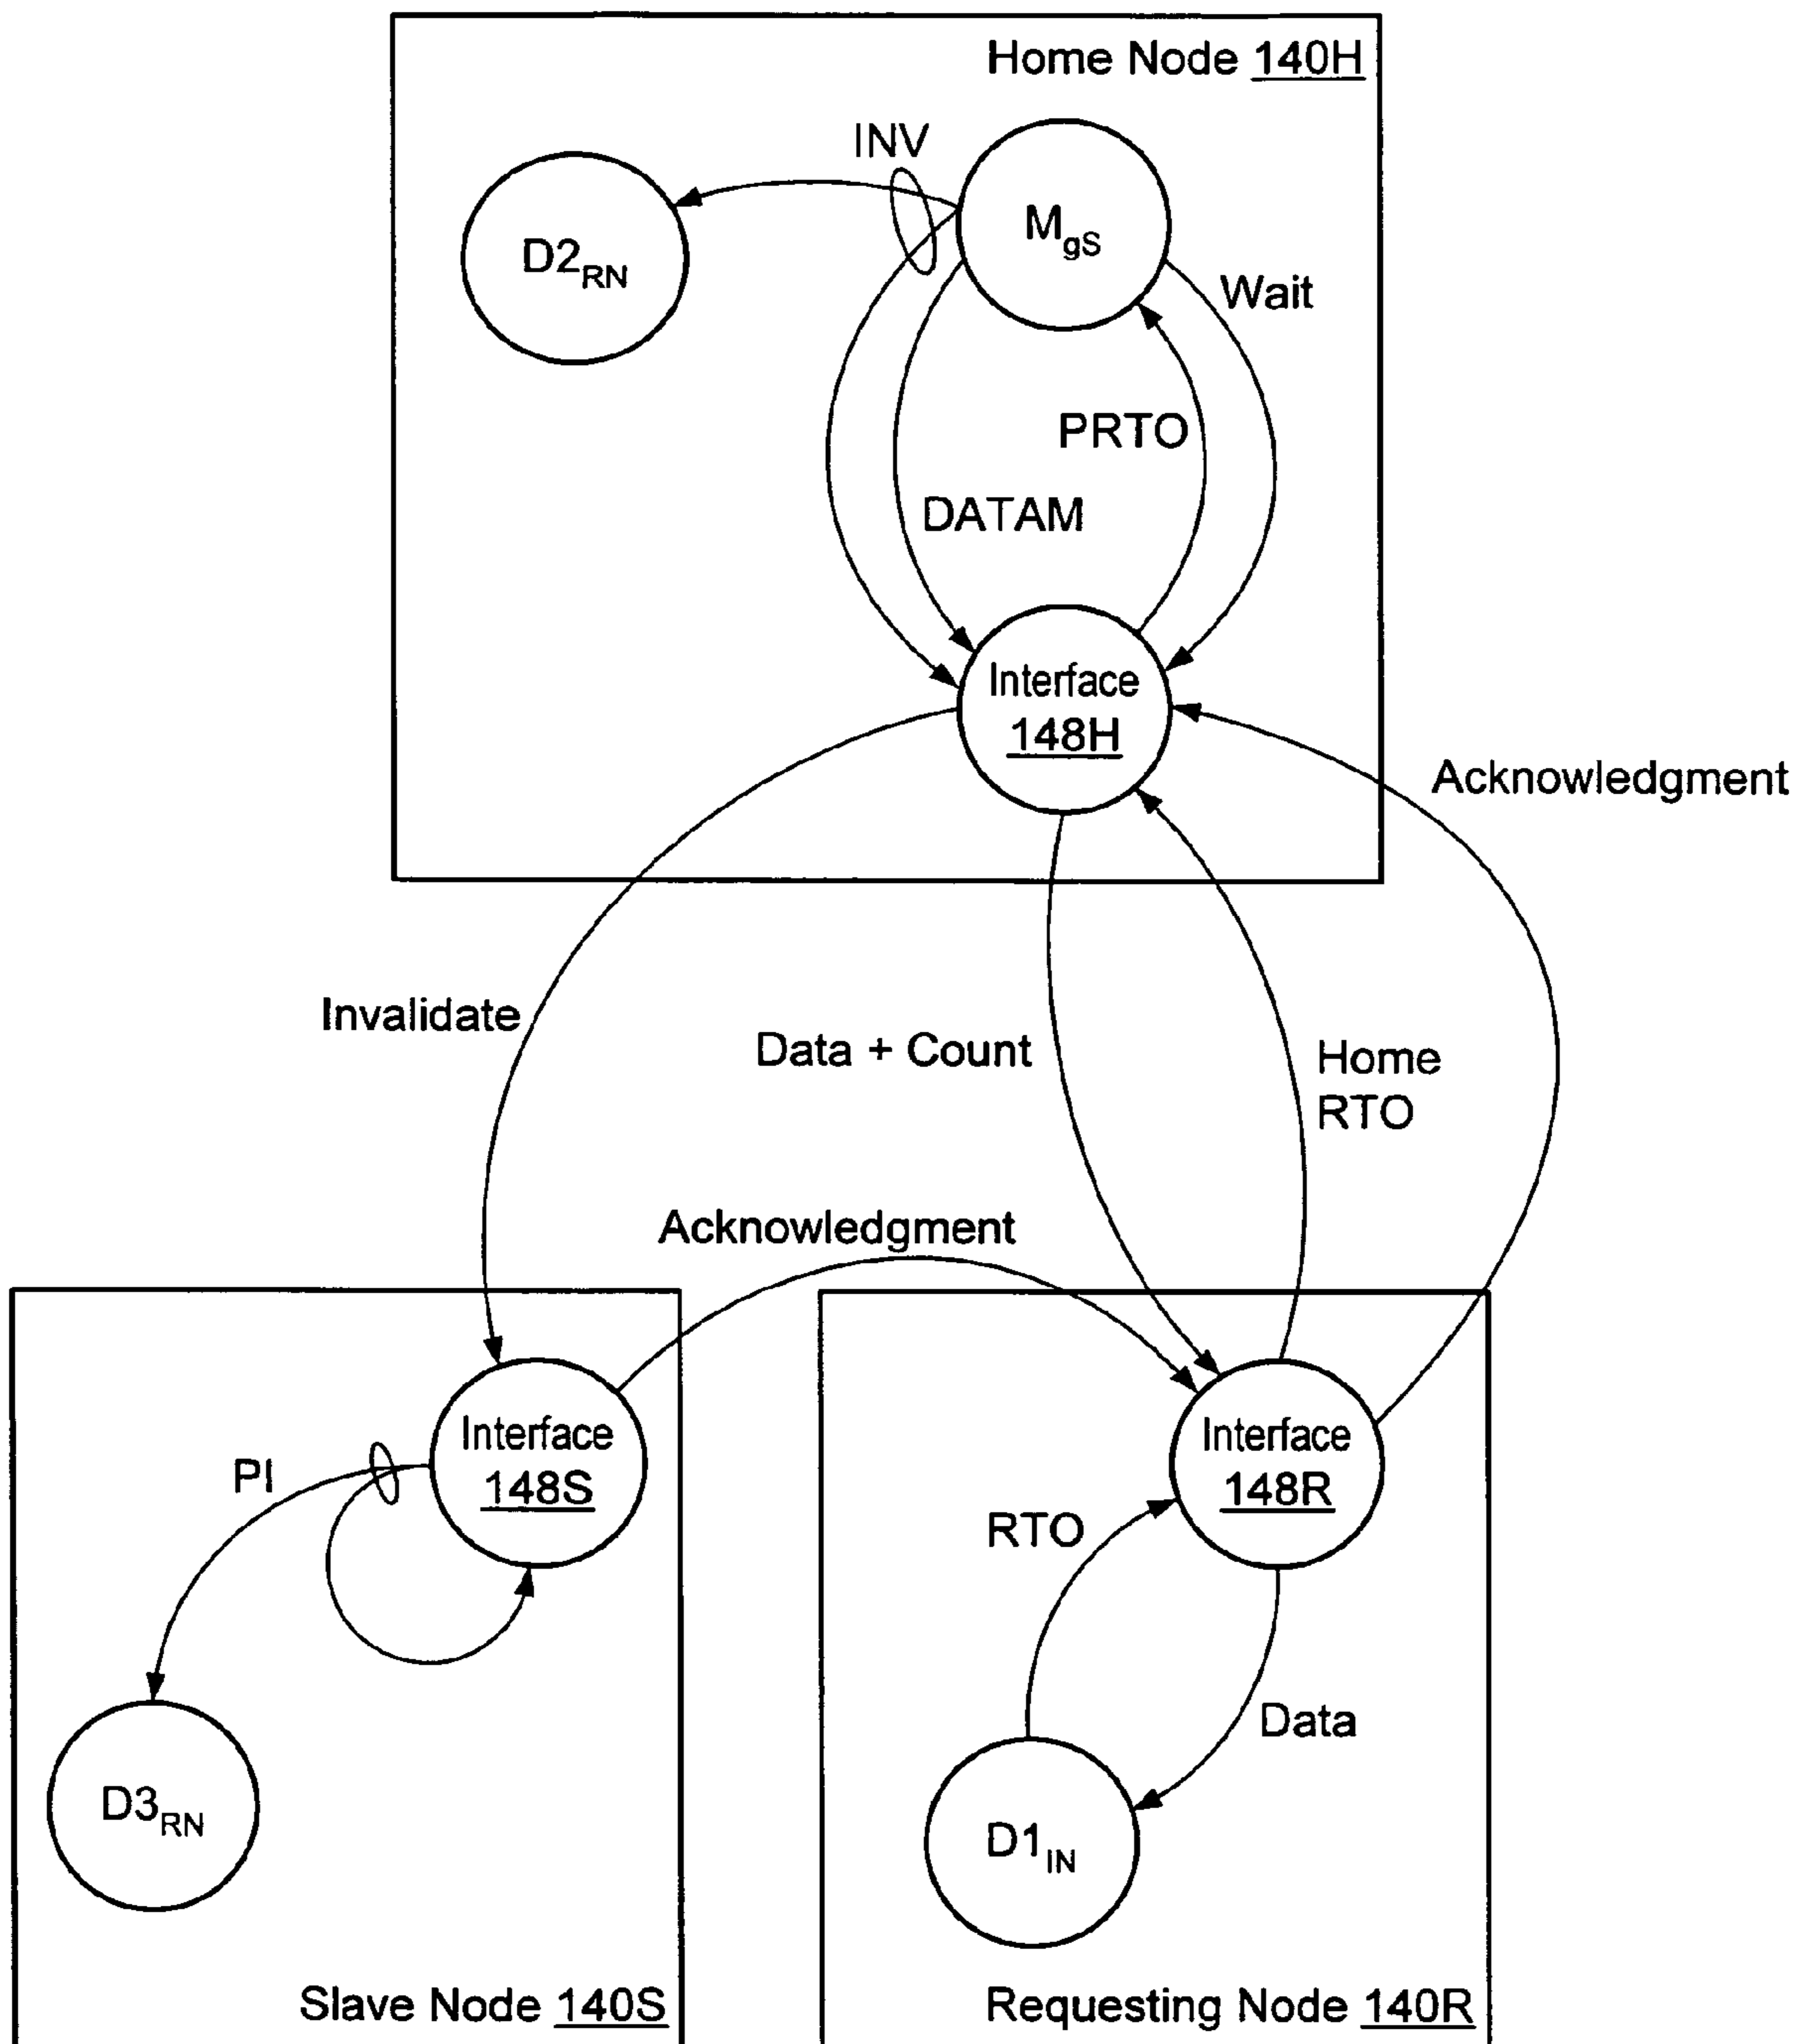 Home Node 140H
INV
MgS
D2RN
Wait
PRTO
DATAM
Interface
148H
Acknowledgment
Invalidate
Data + Count
Home
RTO
Acknowledgment
Interface
148S
PI
Interface
148R
RTO
Data
D3RN
D1IN
Slave Node 140S
Requesting Node 140R